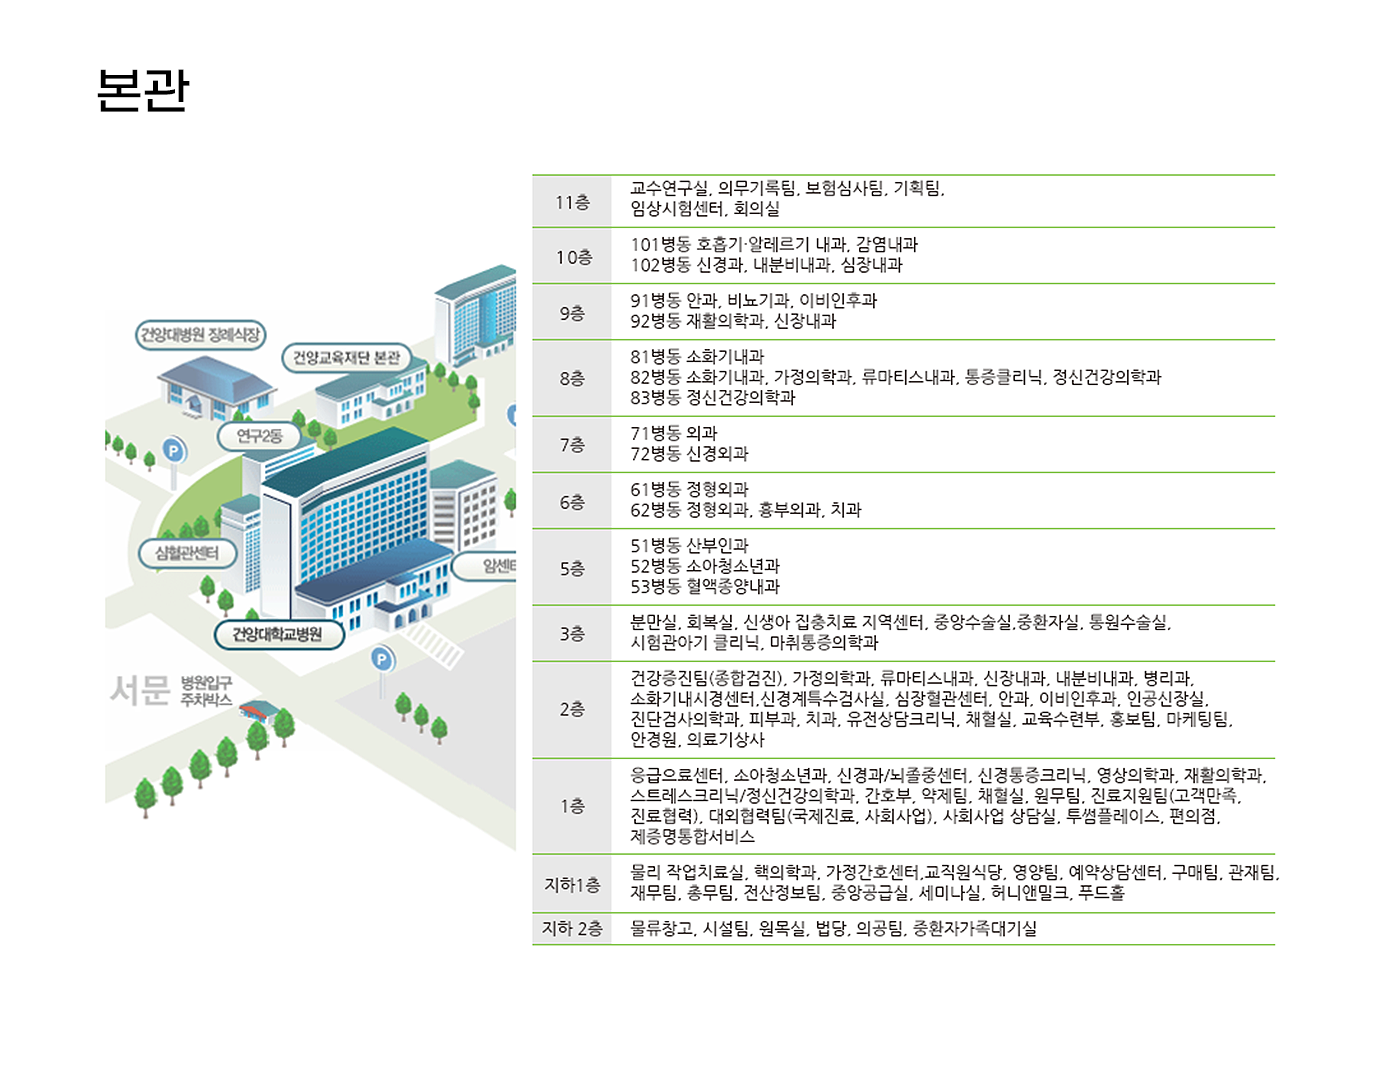 본관
건양대병원 장례식장
건양교육재단 본관
연구2동
P
심혈관센터
암센터
건양대학교병원
P
서문
병원입구
주차박스
11층
교수연구실, 의무기록팀, 보험심사팀, 기획팀,
임상시험센터, 회의실
10층
101병동 호흡기·알레르기 내과, 감염내과
102병동 신경과, 내분비내과, 심장내과
9층
91병동 안과, 비뇨기과, 이비인후과
92병동 재활의학과, 신장내과
8층
81병동 소화기내과
82병동 소화기내과, 가정의학과, 류마티스내과, 통증클리닉, 정신건강의학과
83병동 정신건강의학과
7층
71병동 외과
72병동 신경외과
6층
61병동 정형외과
62병동 정형외과, 흉부외과, 치과
5층
51병동 산부인과
52병동 소아청소년과
53병동 혈액종양내과
3층
분만실, 회복실, 신생아 집충치료 지역센터, 중앙수술실,중환자실, 통원수술실,
시험관아기 클리닉, 마취통증의학과
2층
건강증진팀(종합검진), 가정의학과, 류마티스내과, 신장내과, 내분비내과, 병리과,
소화기내시경센터,신경계특수검사실, 심장혈관센터, 안과, 이비인후과, 인공신장실,
진단검사의학과, 피부과, 치과, 유전상담크리닉, 채혈실, 교육수련부, 홍보팀, 마케팅팀,
안경원, 의료기상사
1층
응급으료센터, 소아청소년과, 신경과/뇌졸중센터, 신경통증크리닉, 영상의학과, 재활의학과,
스트레스크리닉/정신건강의학과, 간호부, 약제팀, 채혈실, 원무팀, 진료지원팀(고객만족,
진료협력), 대외협력팀(국제진료, 사회사업), 사회사업 상담실, 투썸플레이스, 편의점,
제증명통합서비스
지하1층
물리 작업치료실, 핵의학과, 가정간호센터,교직원식당, 영양팀, 예약상담센터, 구매팀, 관재팀,
재무팀, 총무팀, 전산정보팀, 중앙공급실, 세미나실, 허니앤밀크, 푸드홀
지하 2층
물류창고, 시설팀, 원목실, 법당, 의공팀, 중환자가족대기실